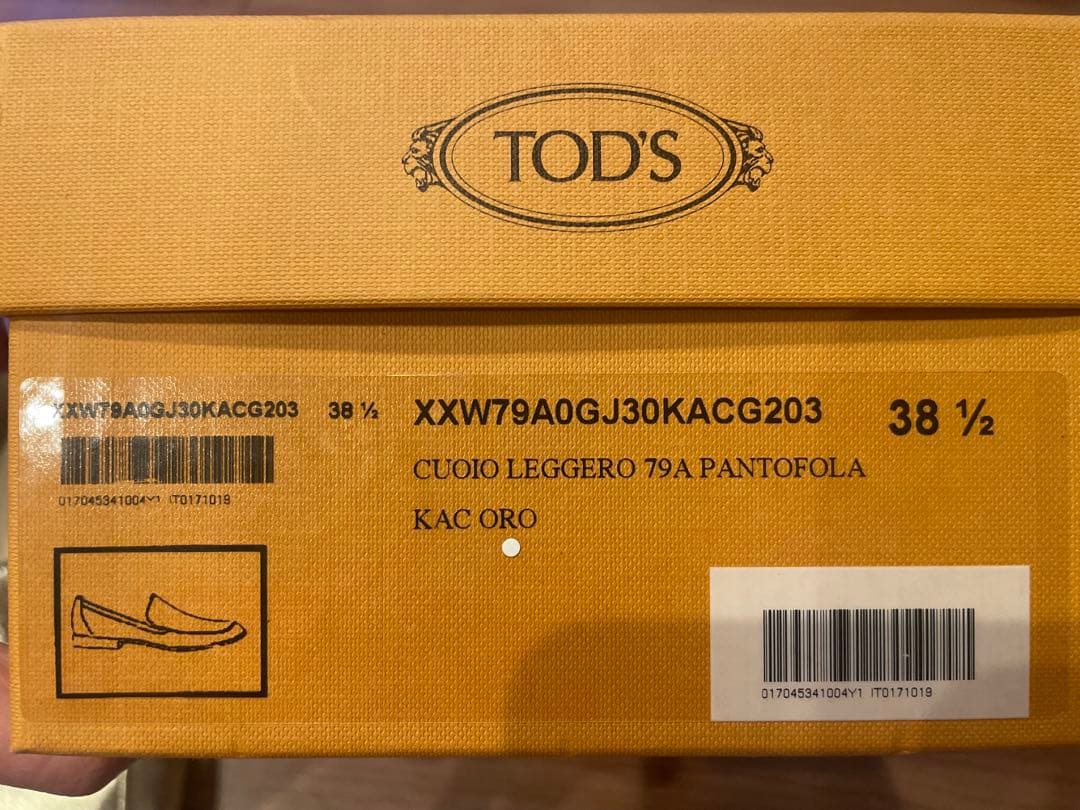 TOD'S
XXW79A0GJ30KACG203 38 ½
017045341004Y1 IT0171019
XXW79A0GJ30KACG203 38 ½
CUOIO LEGGERO 79A PANTOFOLA
KAC ORO
017045341004Y1 IT0171019